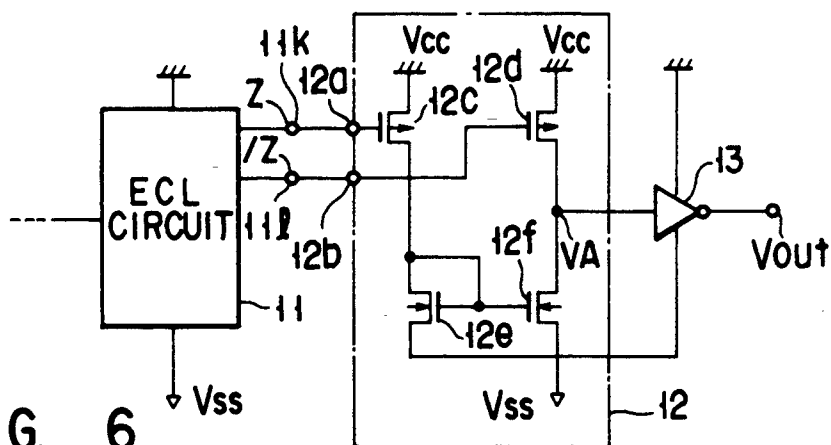 Vcc
Vcc
11k
12a
12d
Z
12c
/Z
13
ECL
CIRCUIT
11l
12b
12f
VA
Vout
11
12e
Vss
Vss
12
G. 6